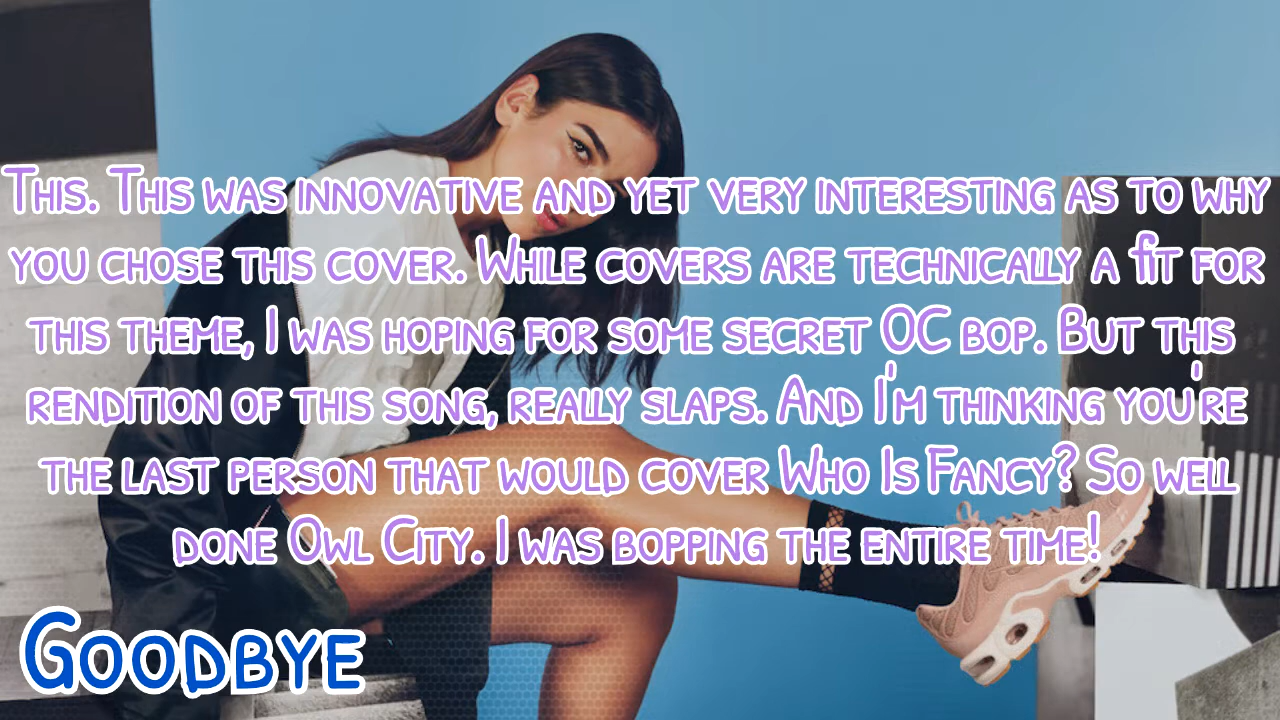 This. This was innovative and yet very interesting as to why
you chose this cover. While covers are technically a fit for
this theme, I was hoping for some secret OC bop. But this
rendition of this song, really slaps. And I'm thinking you're
the last person that would cover Who Is Fancy? So well
done Owl City. I was bopping the entire time!
Goodbye